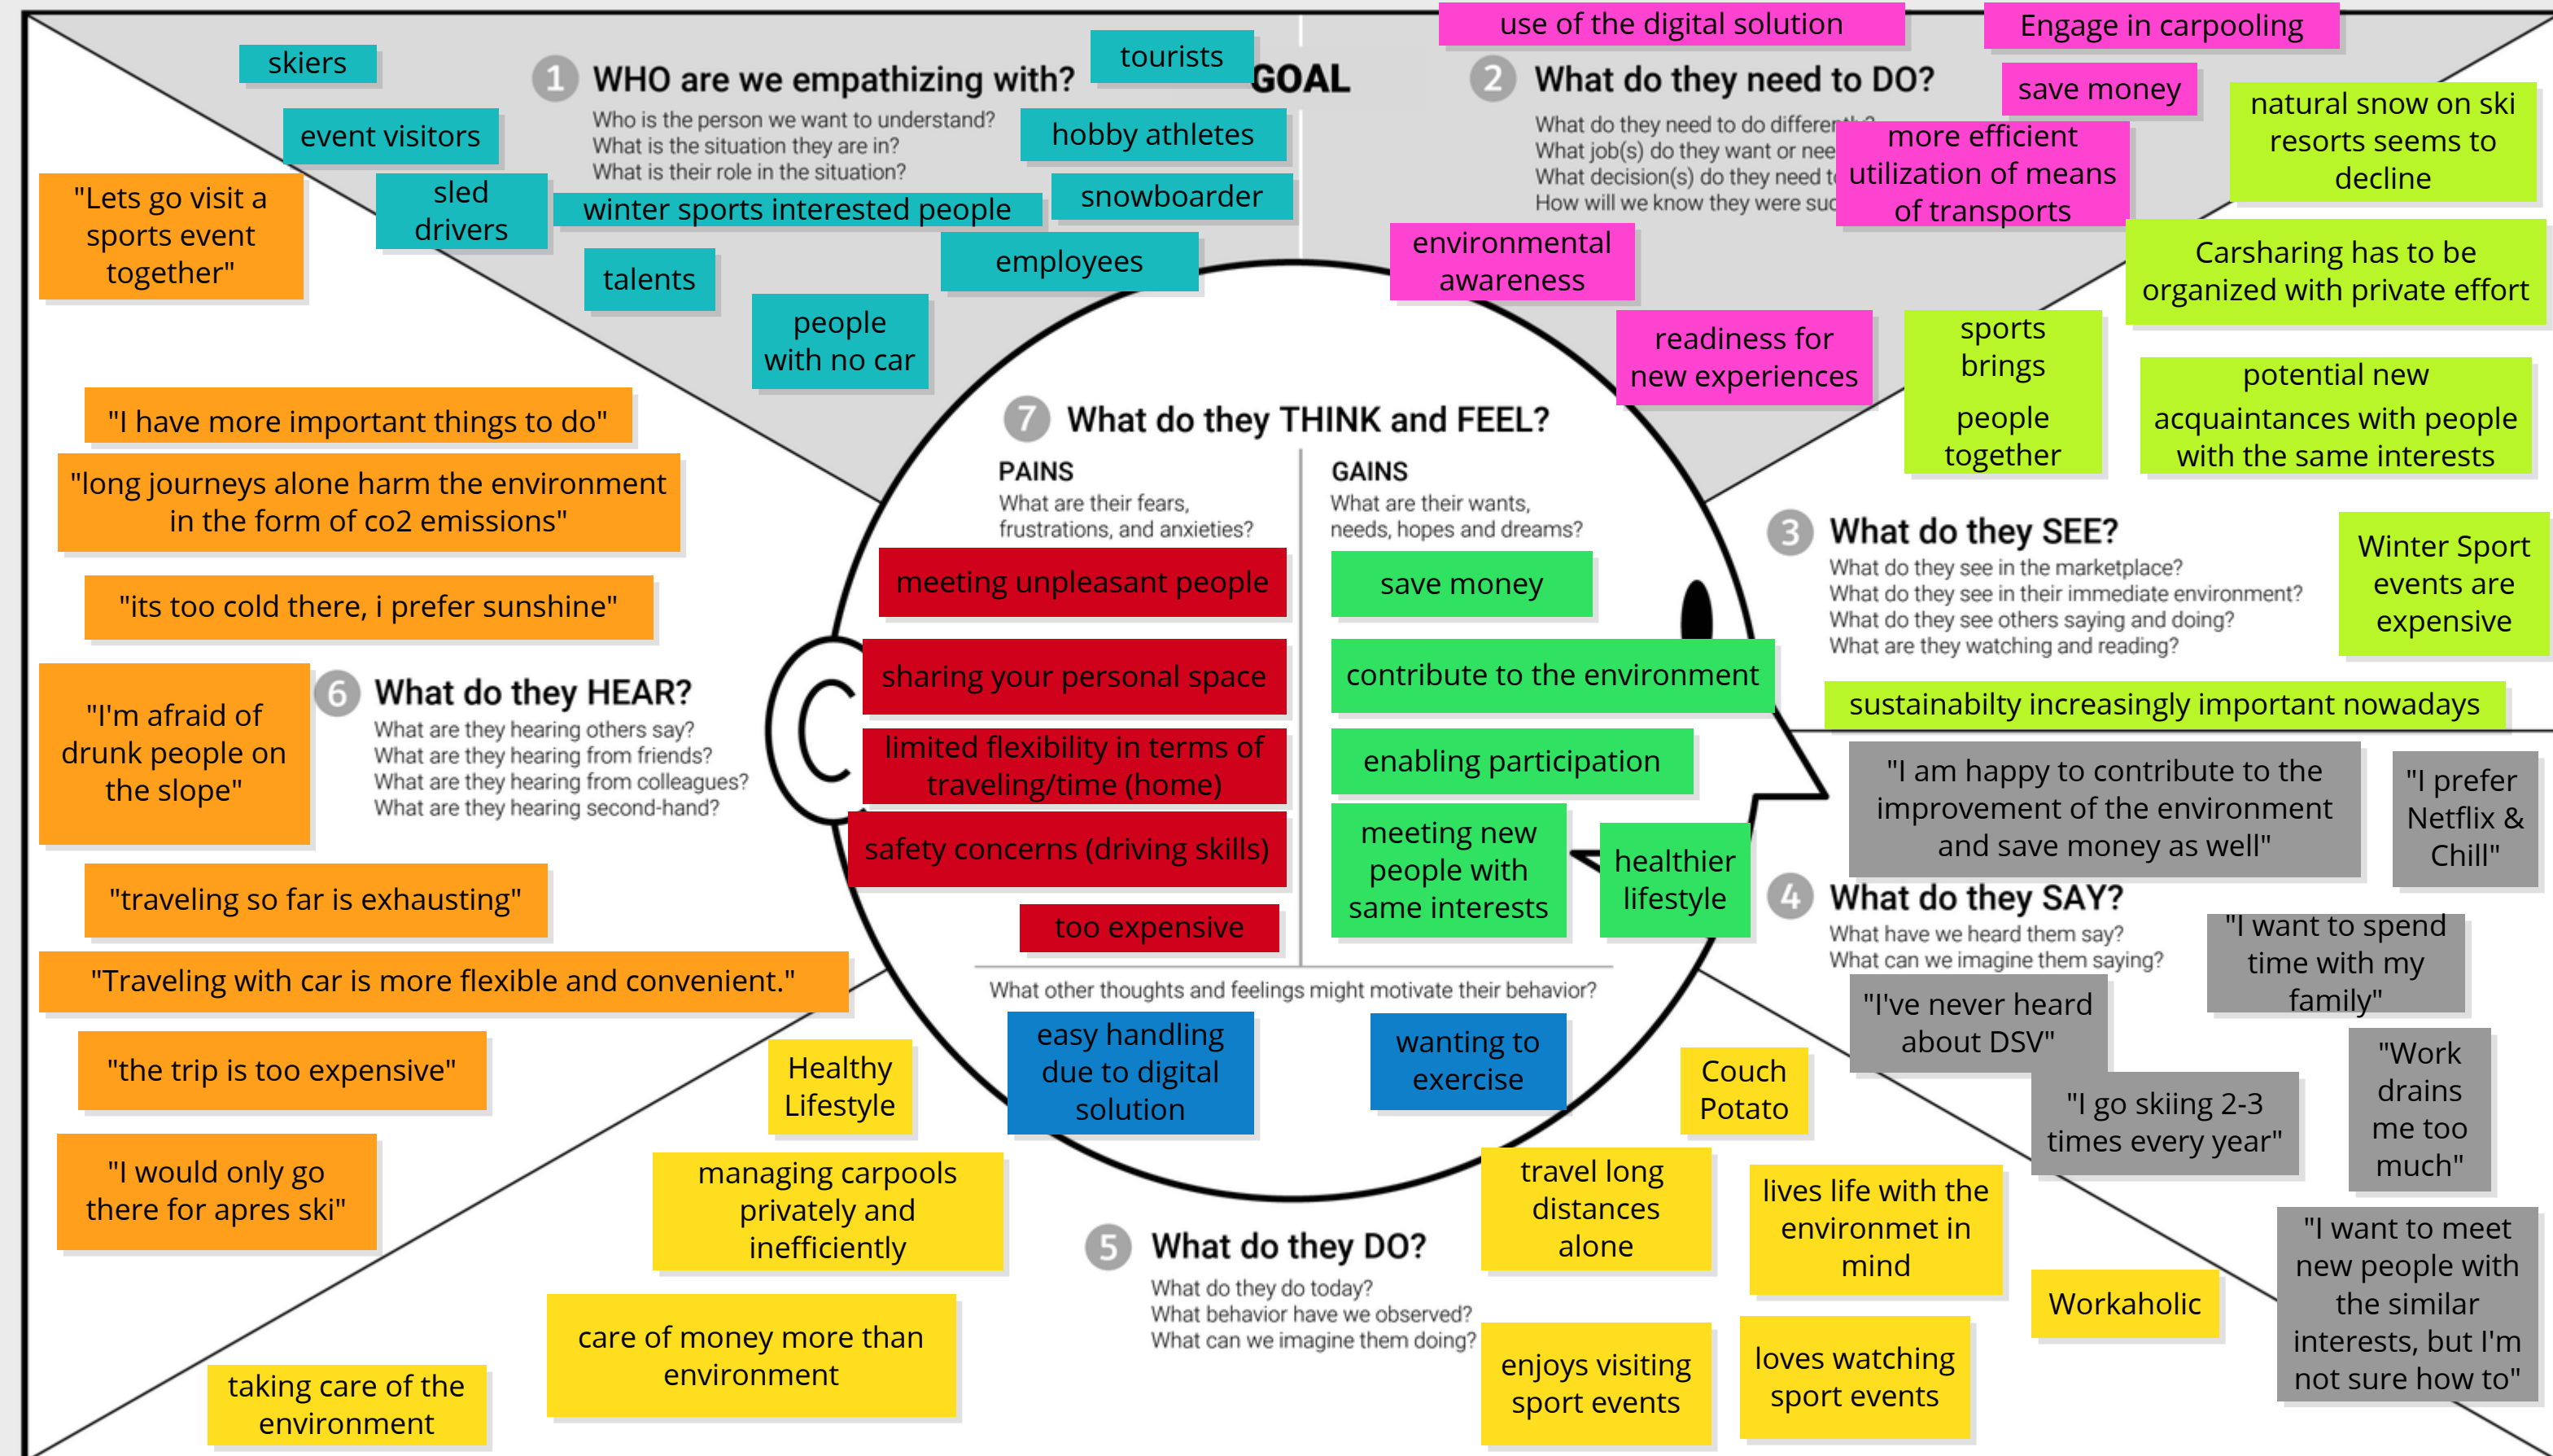 skiers
event visitors
sled
drivers
1 WHO are we empathizing with?
Who is the person we want to understand?
What is the situation they are in?
What is their role in the situation?
winter sports interested people
talents
people
with no car
tourists
hobby athletes
snowboarder
employees
GOAL
use of the digital solution
Engage in carpooling
2 What do they need to DO?
What do they need to do differently?
What job(s) do they want or nee
What decision(s) do they need to
How will we know they were suc
save money
more efficient
utilization of means
of transports
environmental
awareness
readiness for
new experiences
natural snow on ski
resorts seems to
decline
Carsharing has to be
organized with private effort
sports
brings
people
together
potential new
acquaintances with people
with the same interests
3 What do they SEE?
What do they see in the marketplace?
What do they see in their immediate environment?
What do they see others saying and doing?
What are they watching and reading?
Winter Sport
events are
expensive
sustainabilty increasingly important nowadays
"I am happy to contribute to the
improvement of the environment
and save money as well"
"I prefer
Netflix &
Chill"
4 What do they SAY?
What have we heard them say?
What can we imagine them saying?
"I want to spend
time with my
family"
"I've never heard
about DSV"
"I go skiing 2-3
times every year"
"Work
drains
me too
much"
"I want to meet
new people with
the similar
interests, but I'm
not sure how to"
5 What do they DO?
What do they do today?
What behavior have we observed?
What can we imagine them doing?
Couch
Potato
travel long
distances
alone
lives life with the
environmet in
mind
Workaholic
enjoys visiting
sport events
loves watching
sport events
Healthy
Lifestyle
managing carpools
privately and
inefficiently
care of money more than
environment
taking care of the
environment
"Lets go visit a
sports event
together"
"I have more important things to do"
"long journeys alone harm the environment
in the form of co2 emissions"
"its too cold there, i prefer sunshine"
"I'm afraid of
drunk people on
the slope"
6 What do they HEAR?
What are they hearing others say?
What are they hearing from friends?
What are they hearing from colleagues?
What are they hearing second-hand?
"traveling so far is exhausting"
"Traveling with car is more flexible and convenient."
"the trip is too expensive"
"I would only go
there for apres ski"
7 What do they THINK and FEEL?
PAINS
What are their fears,
frustrations, and anxieties?
meeting unpleasant people
sharing your personal space
limited flexibility in terms of
traveling/time (home)
safety concerns (driving skills)
too expensive
GAINS
What are their wants,
needs, hopes and dreams?
save money
contribute to the environment
enabling participation
meeting new
people with
same interests
healthier
lifestyle
What other thoughts and feelings might motivate their behavior?
easy handling
due to digital
solution
wanting to
exercise